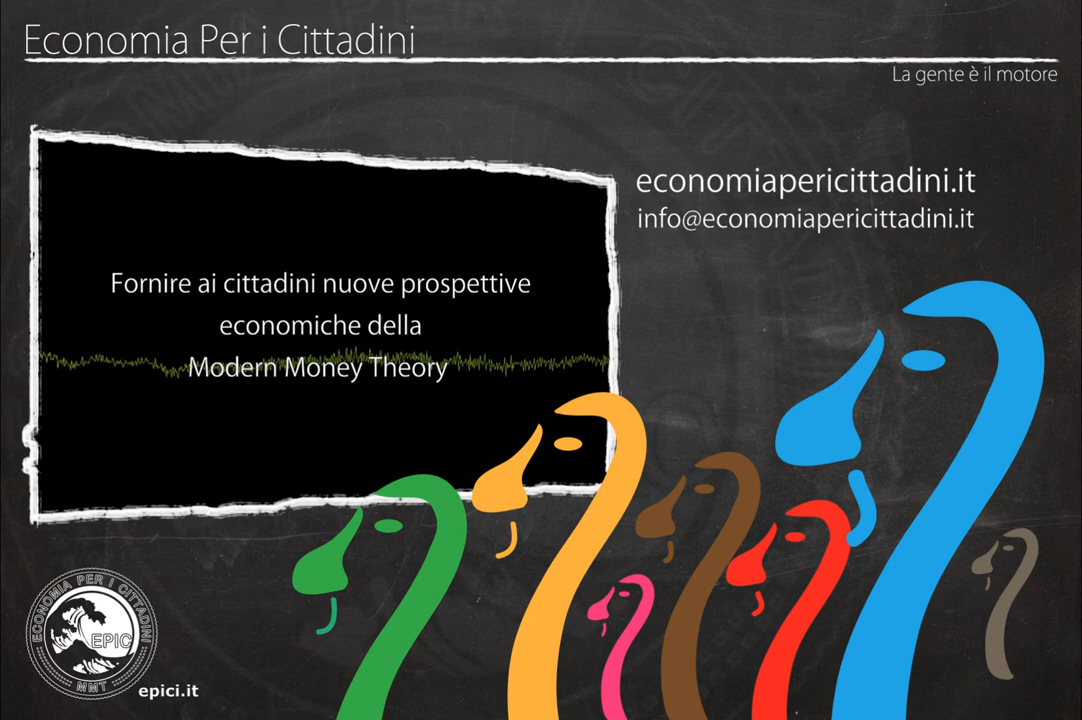 Economia Per i Cittadini
La gente è il motore
economiapericittadini.it
info@economiapericittadini.it
Fornire ai cittadini nuove prospettive
economiche della
Modern Money Theory
ECONOMIA PER I CITTADINI
EPIC
MMT
epici.it